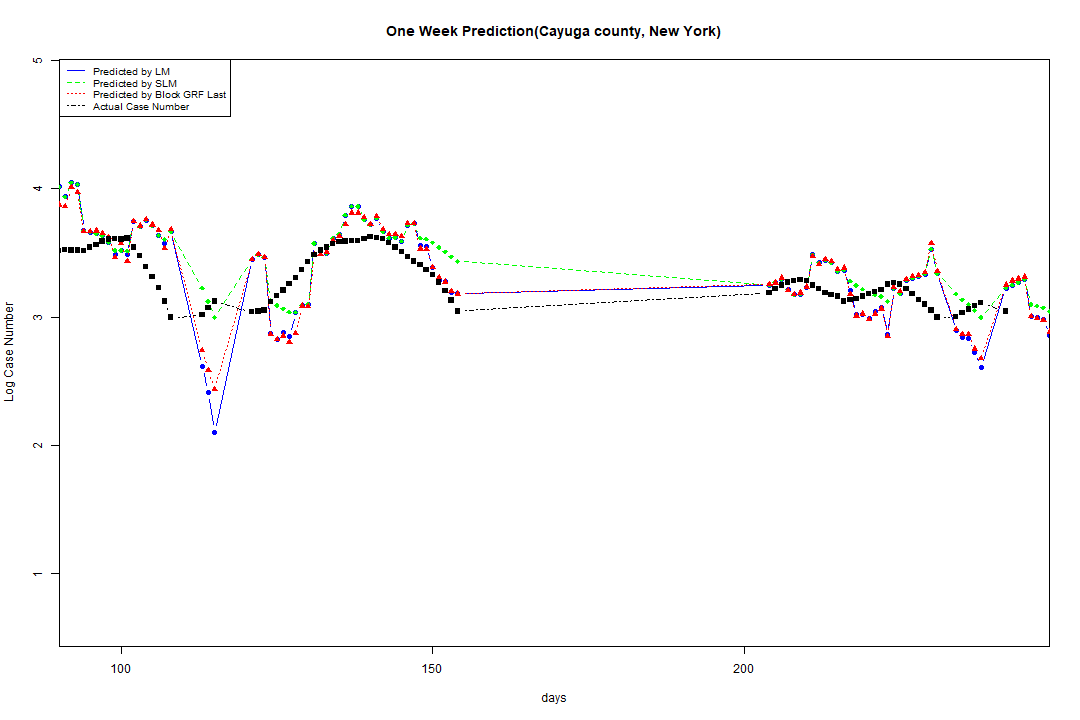 One Week Prediction(Cayuga county, New York)
Predicted by LM
Predicted by SLM
Predicted by Block GRF Last
Actual Case Number
5
4
3
2
1
Log Case Number
100 150 200
days